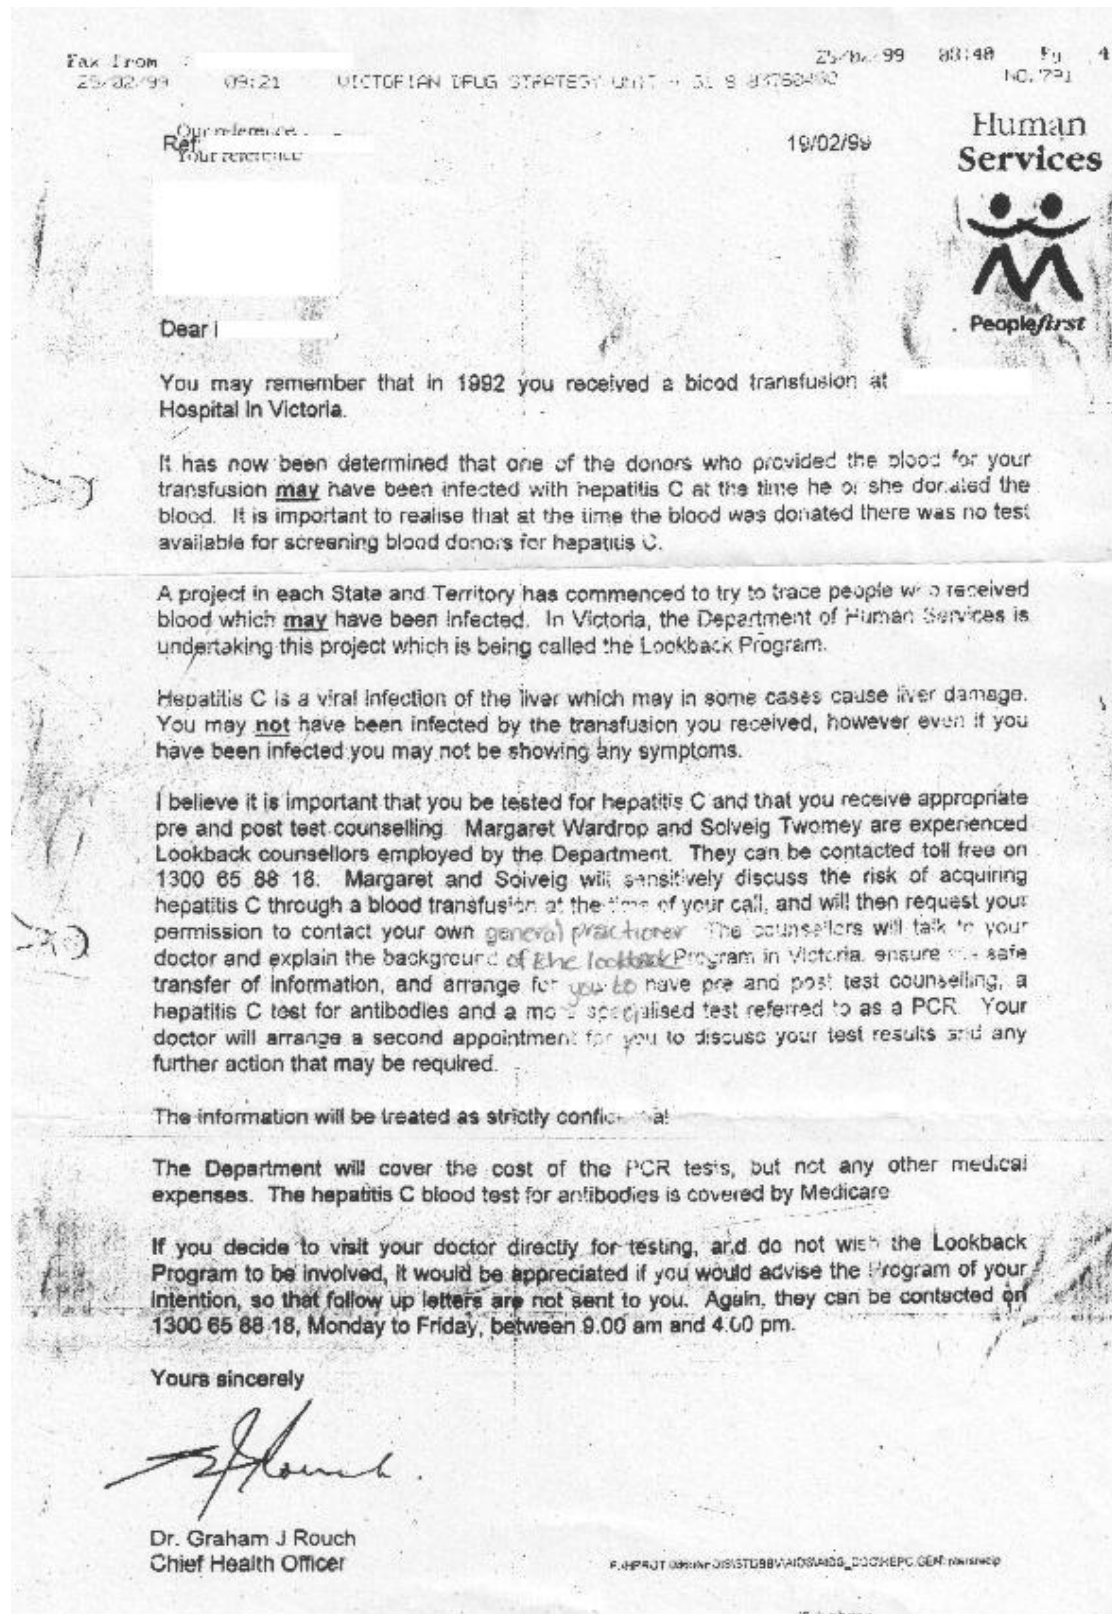 Fax from :
25/02/99 08:40 Pg 4
25/02/99 09:21 VICTORIAN DRUG STRATEGY UNIT
NO.791
Our reference
Ref:
Your reference
19/02/99
Human
Services
Peoplefirst
Dear
You may remember that in 1992 you received a blood transfusion at
Hospital in Victoria.
It has now been determined that one of the donors who provided the blood for your
transfusion may have been infected with hepatitis C at the time he or she donated the
blood. It is important to realise that at the time the blood was donated there was no test
available for screening blood donors for hepatitis C.
A project in each State and Territory has commenced to try to trace people who received
blood which may have been infected. In Victoria, the Department of Human Services is
undertaking this project which is being called the Lookback Program.
Hepatitis C is a viral infection of the liver which may in some cases cause liver damage.
You may not have been infected by the transfusion you received, however even if you
have been infected you may not be showing any symptoms.
I believe it is important that you be tested for hepatitis C and that you receive appropriate
pre and post test counselling. Margaret Wardrop and Solveig Twomey are experienced
Lookback counsellors employed by the Department. They can be contacted toll free on
1300 65 88 18. Margaret and Solveig will sensitively discuss the risk of acquiring
hepatitis C through a blood transfusion at the time of your call, and will then request your
permission to contact your own general practioner The counsellors will talk to your
doctor and explain the background of the lookback Program in Victoria, ensure the safe
transfer of information, and arrange for you to have pre and post test counselling, a
hepatitis C test for antibodies and a more specialised test referred to as a PCR. Your
doctor will arrange a second appointment for you to discuss your test results and any
further action that may be required.
The information will be treated as strictly confidential
The Department will cover the cost of the PCR tests, but not any other medical
expenses. The hepatitis C blood test for antibodies is covered by Medicare
If you decide to visit your doctor directly for testing, and do not wish the Lookback
Program to be involved, it would be appreciated if you would advise the Program of your
intention, so that follow up letters are not sent to you. Again, they can be contacted on
1300 65 88 18, Monday to Friday, between 9.00 am and 4.00 pm.
Yours sincerely
Dr. Graham J Rouch
Chief Health Officer